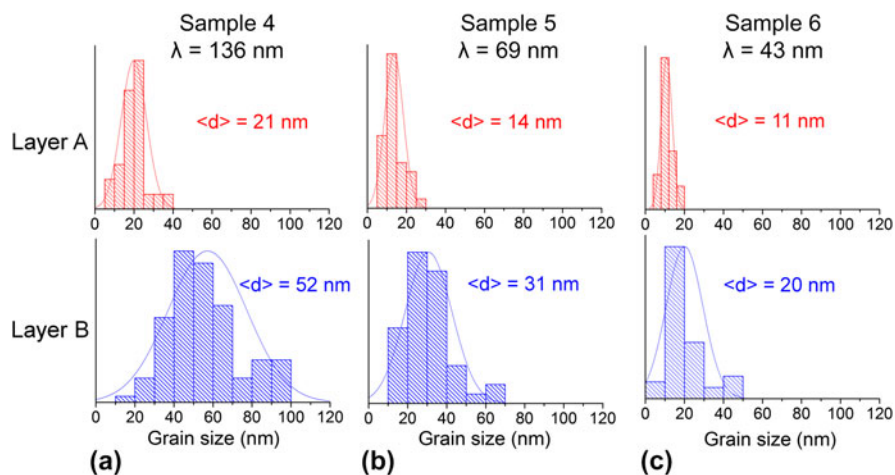 Sample 4
λ = 136 nm
Sample 5
λ = 69 nm
Sample 6
λ = 43 nm
Layer A
<d> = 21 nm
<d> = 14 nm
<d> = 11 nm
0 20 40 60 80 100 120
0 20 40 60 80 100 120
0 20 40 60 80 100 120
Layer B
<d> = 52 nm
<d> = 31 nm
<d> = 20 nm
0 20 40 60 80 100 120
0 20 40 60 80 100 120
0 20 40 60 80 100 120
(a) Grain size (nm)
(b) Grain size (nm)
(c) Grain size (nm)